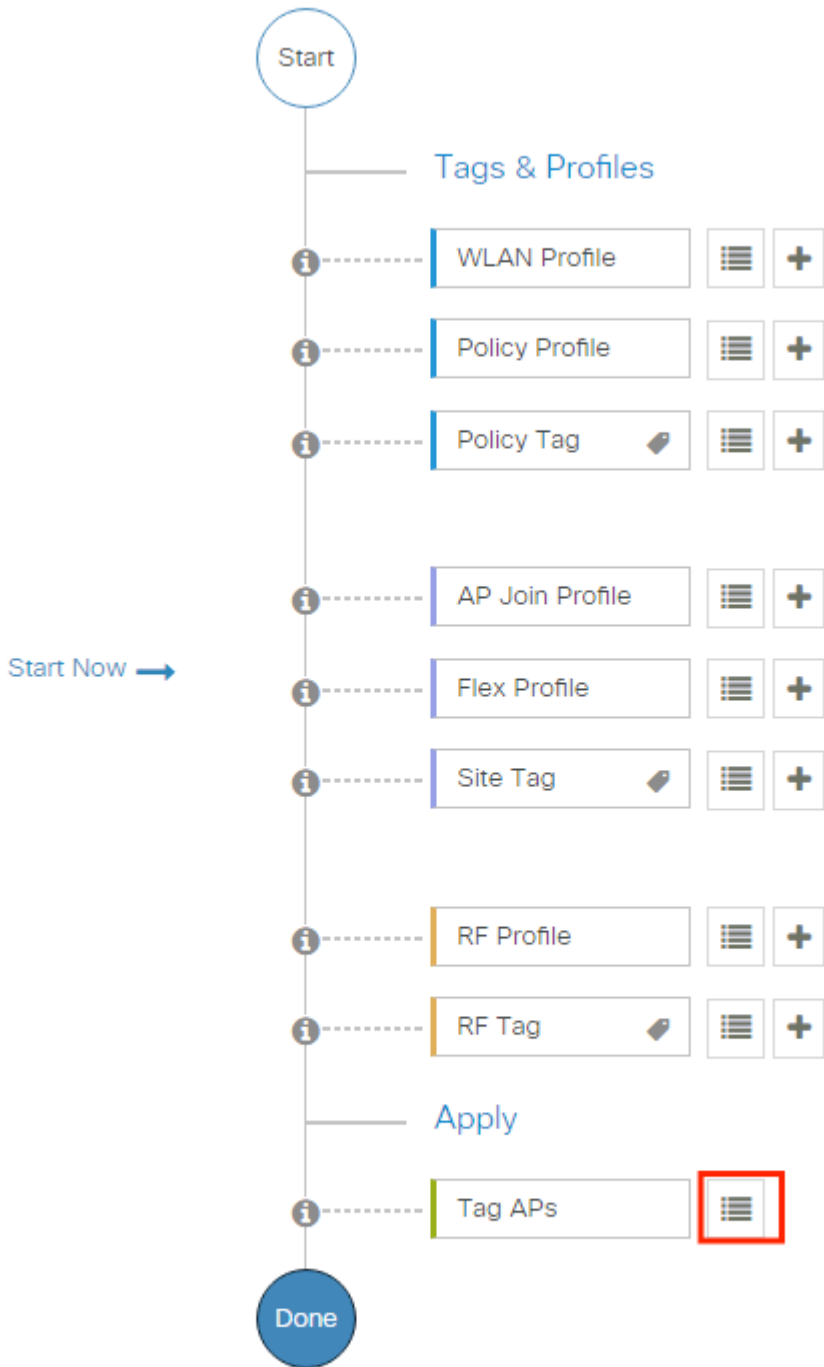 Start
Tags & Profiles
WLAN Profile
Policy Profile
Policy Tag
AP Join Profile
Start Now
Flex Profile
Site Tag
RF Profile
RF Tag
Apply
Tag APs
Done